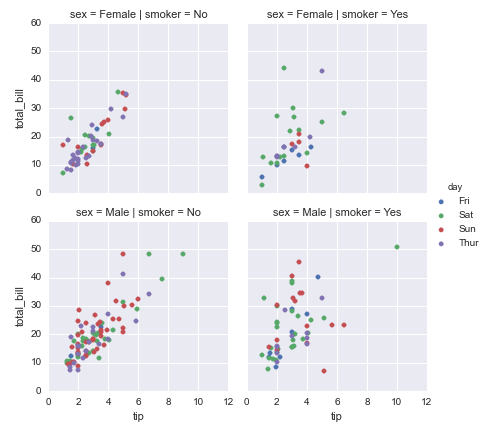 sex = Female | smoker = No
sex = Female | smoker = Yes
60
50
40
30
20
10
0
total_bill
sex = Male | smoker = No
sex = Male | smoker = Yes
60
50
40
30
20
10
0
total_bill
0 2 4 6 8 10 12
0 2 4 6 8 10 12
tip
tip
day
Fri
Sat
Sun
Thur